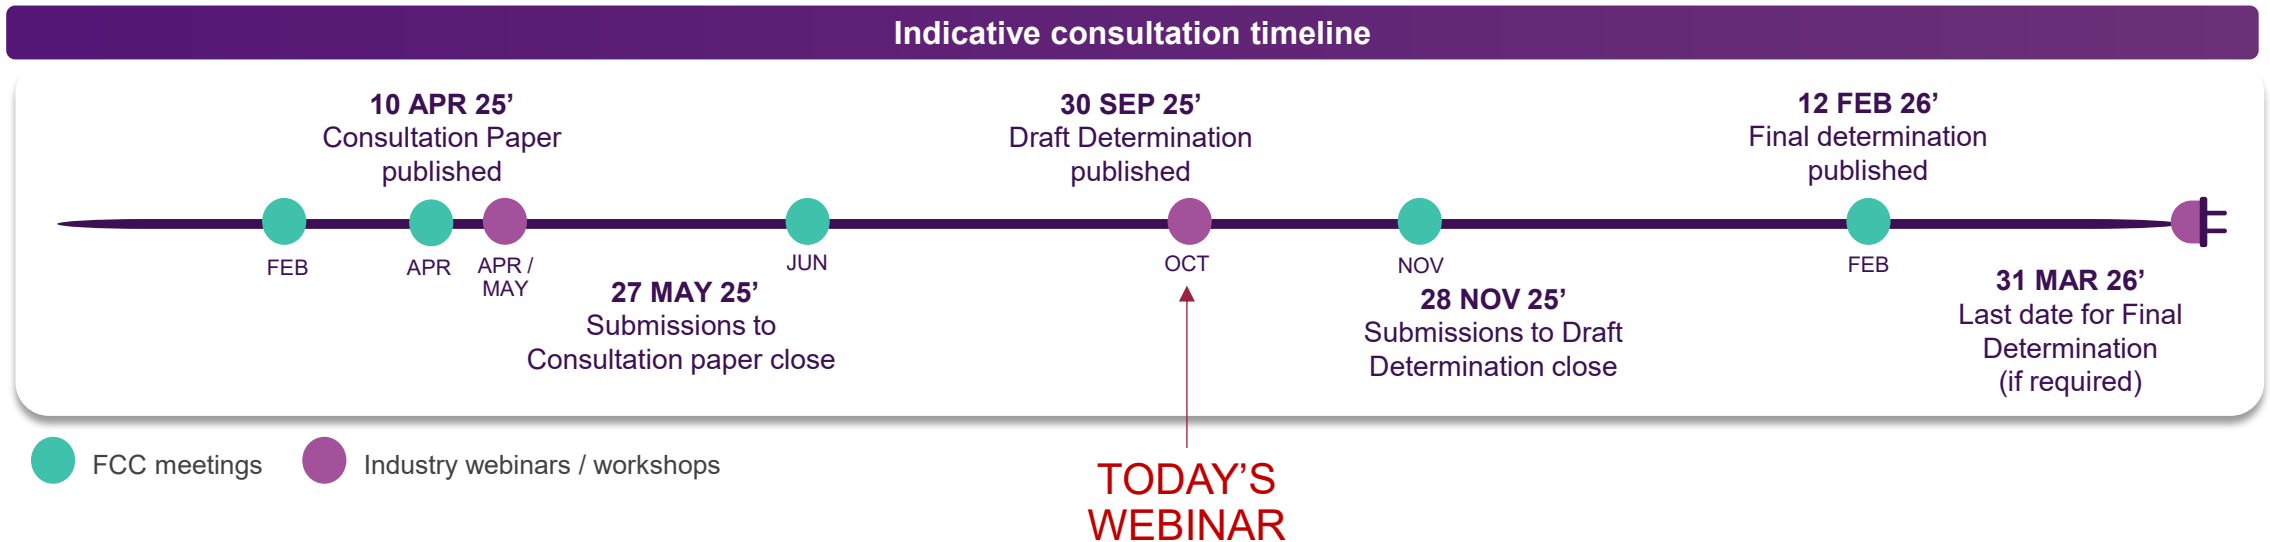 Indicative consultation timeline
10 APR 25’
Consultation Paper
published
30 SEP 25’
Draft Determination
published
12 FEB 26’
Final determination
published
FEB
APR
APR /
MAY
JUN
OCT
NOV
FEB
27 MAY 25’
Submissions to
Consultation paper close
28 NOV 25’
Submissions to Draft
Determination close
31 MAR 26’
Last date for Final
Determination
(if required)
FCC meetings
Industry webinars / workshops
TODAY’S
WEBINAR